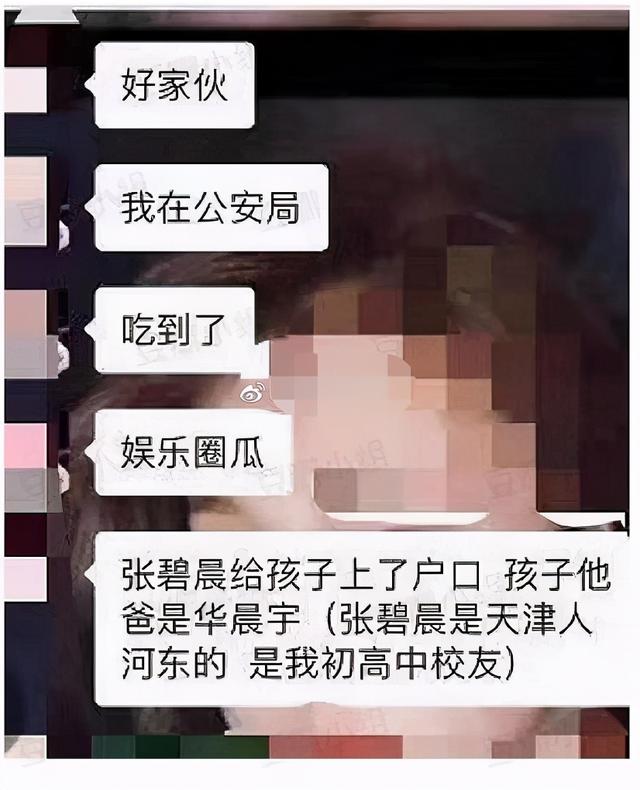 好家伙
我在公安局
吃到了
娱乐圈瓜
张碧晨给孩子上了户口 孩子他
爸是华晨宇（张碧晨是天津人
河东的 是我初高中校友）